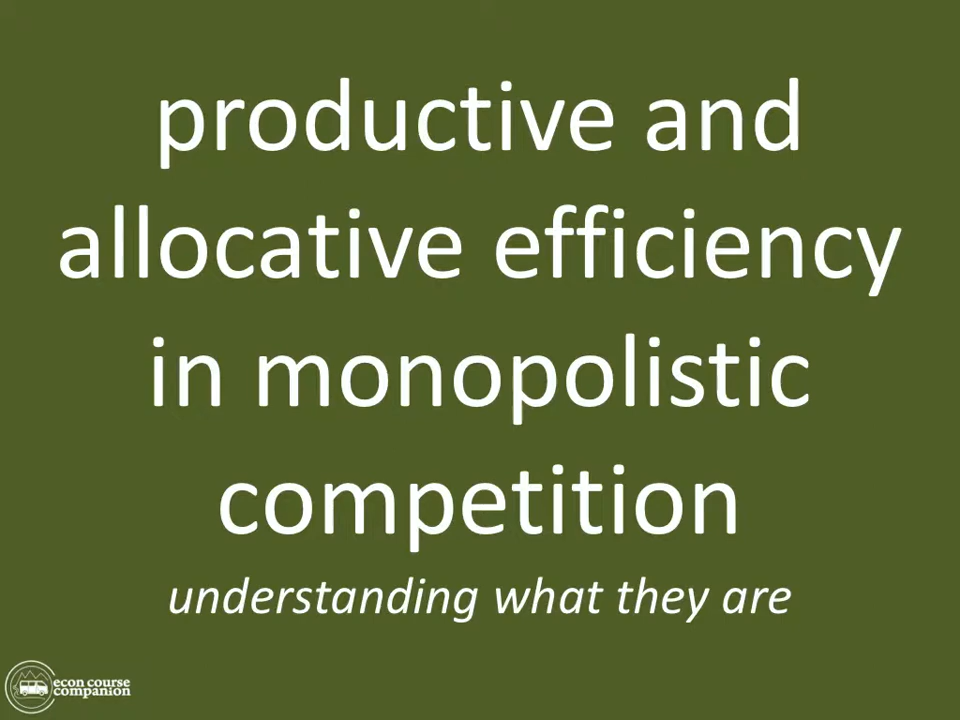 productive and
allocative efficiency
in monopolistic
competition
understanding what they are
econ course
companion